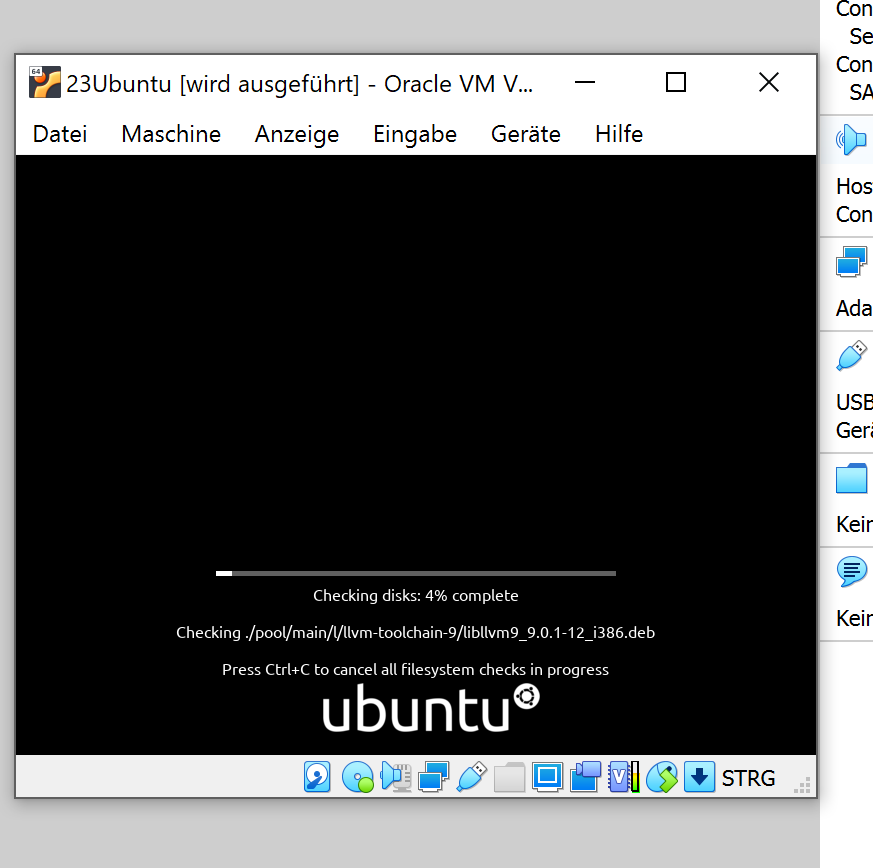 Con
Se
Con
SA
64
23Ubuntu [wird ausgeführt] - Oracle VM V...
Datei Maschine Anzeige Eingabe Geräte Hilfe
Hos
Con
Ada
USB
Gerä
Kein
Kein
Checking disks: 4% complete
Checking ./pool/main/l/llvm-toolchain-9/libllvm9_9.0.1-12_i386.deb
Press Ctrl+C to cancel all filesystem checks in progress
ubuntu
V
STRG